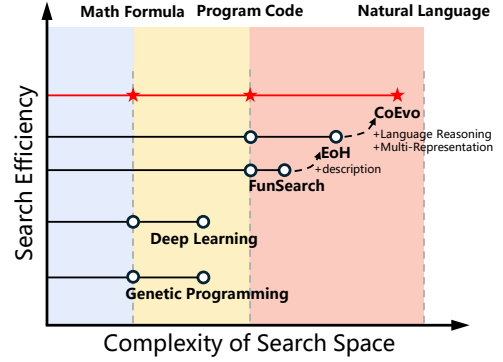 Math Formula Program Code Natural Language
CoEvo
+Language Reasoning
+Multi-Representation
EoH
+description
FunSearch
Deep Learning
Genetic Programming
Search Efficiency
Complexity of Search Space